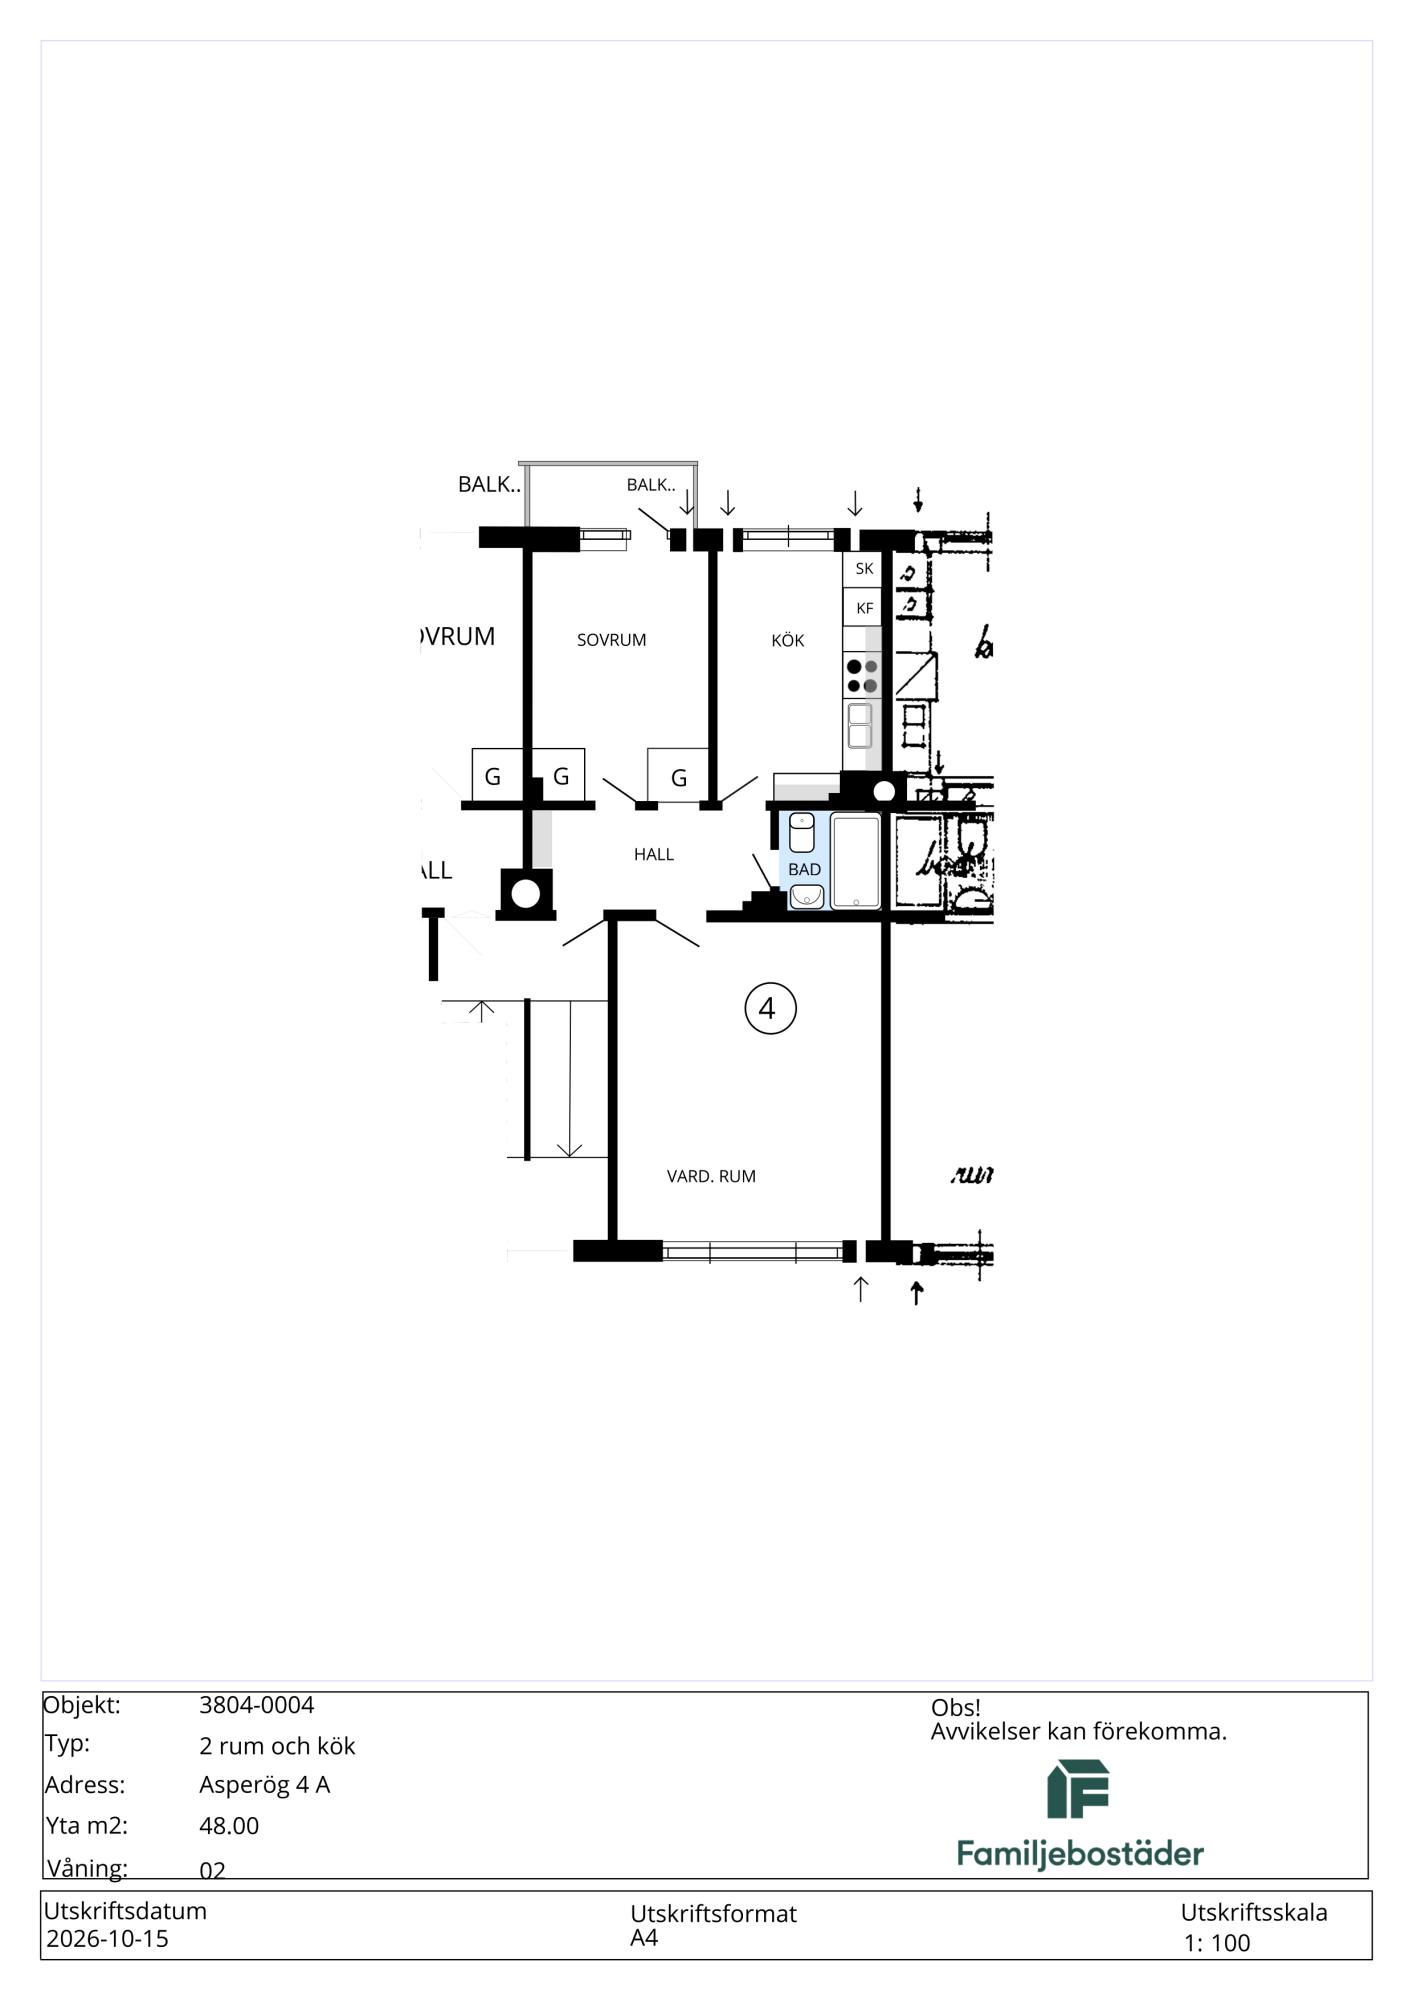 BALK..
BALK..
SK
KF
OVRUM
SOVRUM
KÖK
G
G
G
HALL
ALL
BAD
bad
4
VARD. RUM
rum
Objekt: 3804-0004
Typ: 2 rum och kök
Adress: Asperög 4 A
Yta m2: 48.00
Våning: 02
Obs!
Avvikelser kan förekomma.
Familjebostäder
Utskriftsdatum
2026-10-15
Utskriftsformat
A4
Utskriftsskala
1: 100